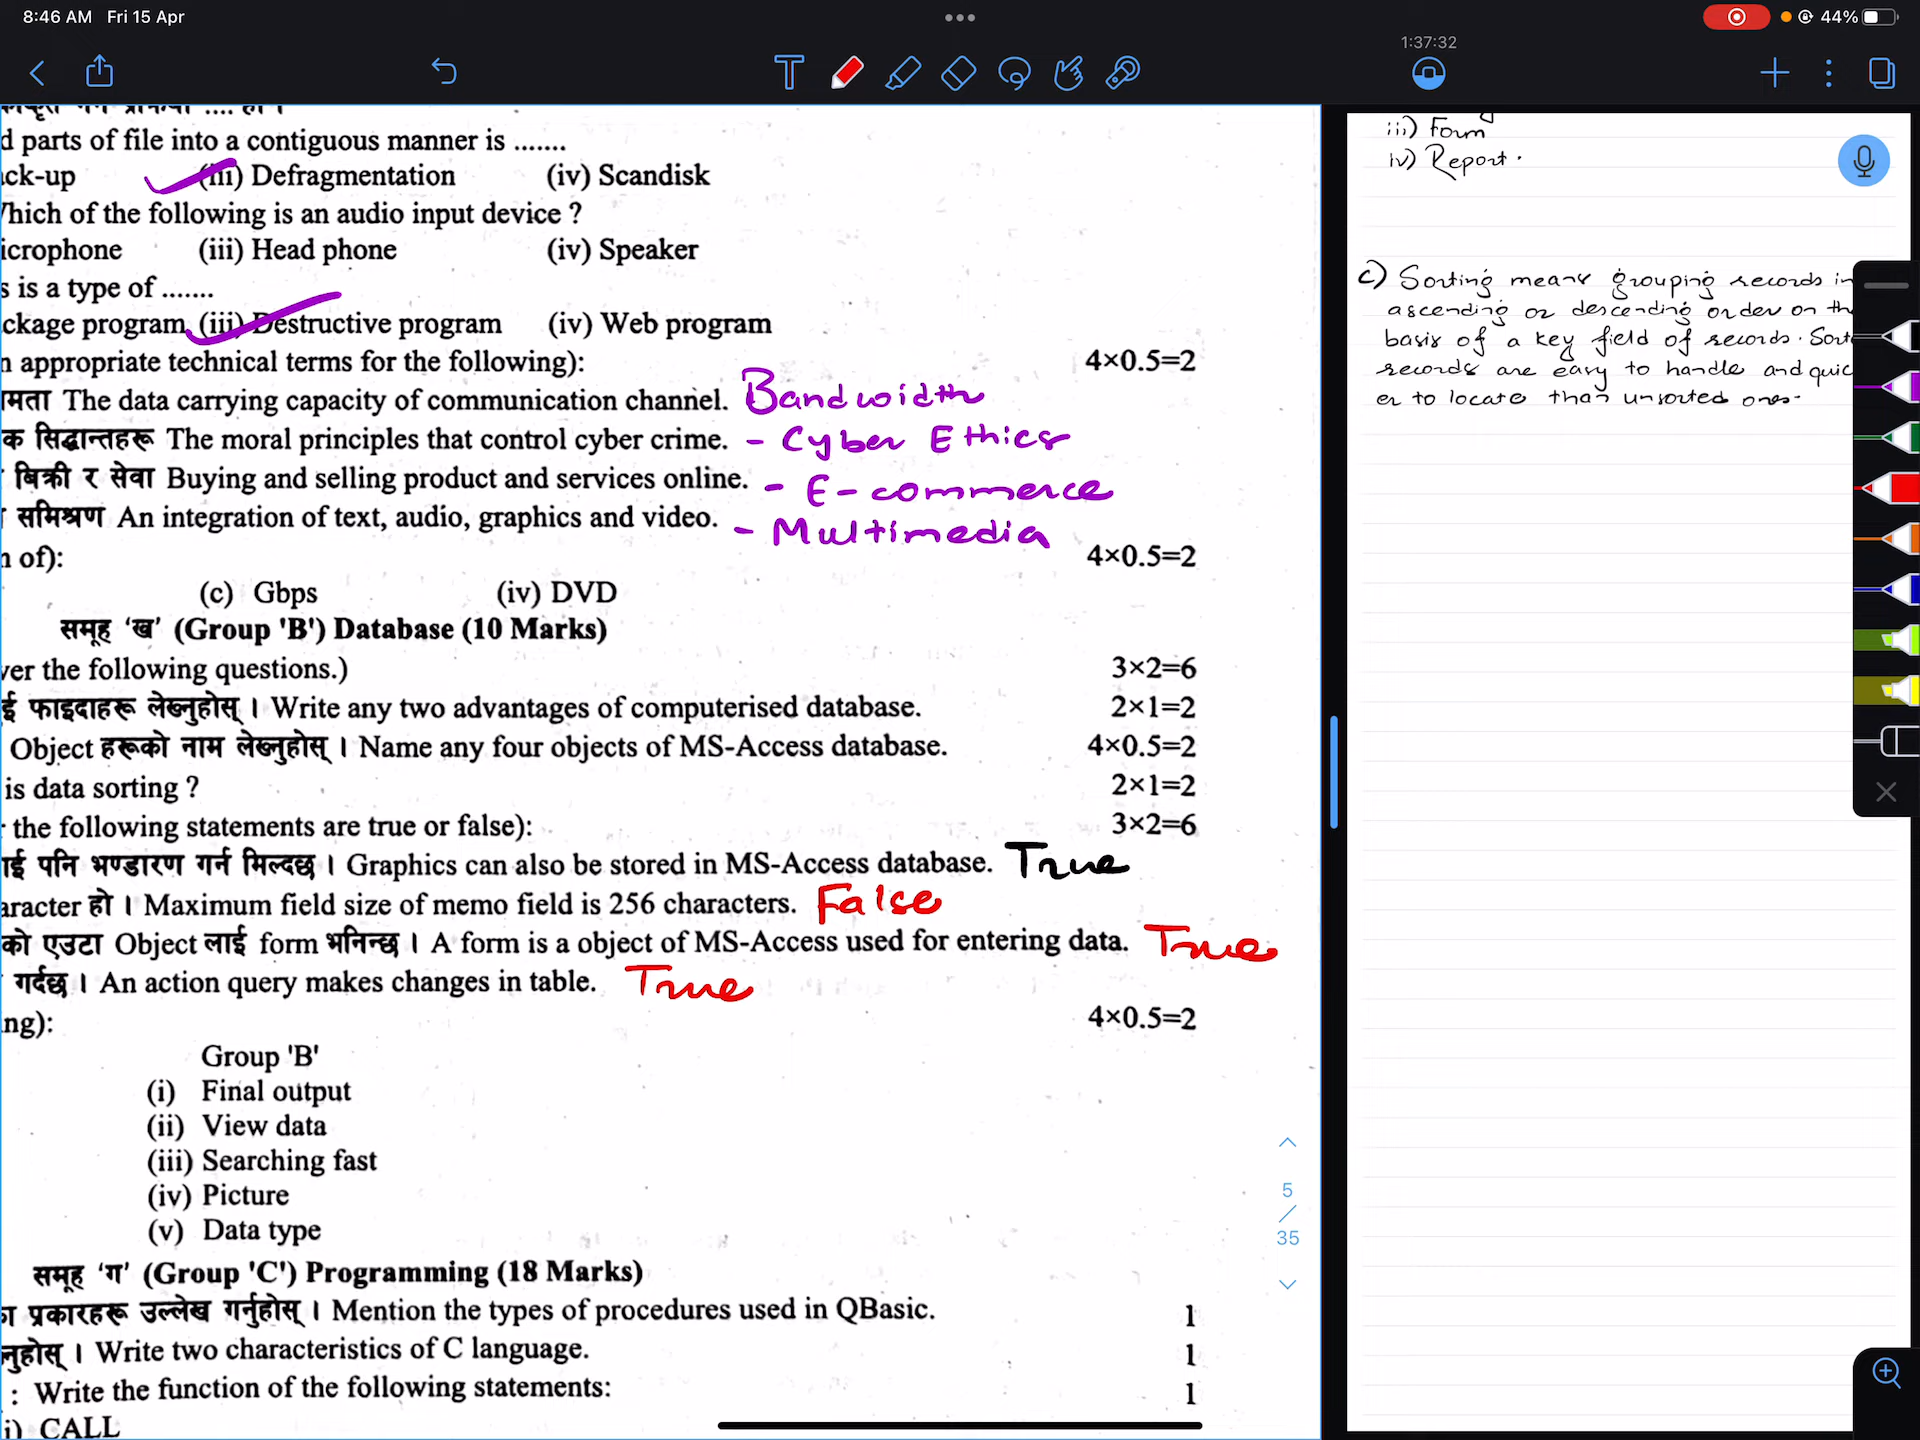 8:46 AM Fri 15 Apr
44%
1:37:32
d parts of file into a contiguous manner is .......
ck-up (iii) Defragmentation (iv) Scandisk
hich of the following is an audio input device ?
icrophone (iii) Head phone (iv) Speaker
s is a type of .......
ckage program (iii) Destructive program (iv) Web program
n appropriate technical terms for the following): 4×0.5=2
मता The data carrying capacity of communication channel. Bandwidth
क सिद्धान्तहरू The moral principles that control cyber crime. - Cyber Ethics
बिक्री र सेवा Buying and selling product and services online. - E-commerce
समिश्रण An integration of text, audio, graphics and video. - Multimedia
n of): 4×0.5=2
(c) Gbps (iv) DVD
समूह 'ख' (Group 'B') Database (10 Marks)
er the following questions.) 3×2=6
ई फाइदाहरू लेख्नुहोस् । Write any two advantages of computerised database. 2×1=2
Object हरूको नाम लेख्नुहोस् । Name any four objects of MS-Access database. 4×0.5=2
is data sorting ? 2×1=2
the following statements are true or false): 3×2=6
ाई पनि भण्डारण गर्न मिल्दछ । Graphics can also be stored in MS-Access database. True
aracter हो । Maximum field size of memo field is 256 characters. False
को एउटा Object लाई form भनिन्छ । A form is a object of MS-Access used for entering data. True
गर्दछ । An action query makes changes in table. True
ng): 4×0.5=2
Group 'B'
(i) Final output
(ii) View data
(iii) Searching fast
(iv) Picture
(v) Data type
समूह 'ग' (Group 'C') Programming (18 Marks)
ा प्रकारहरू उल्लेख गर्नुहोस् । Mention the types of procedures used in QBasic. 1
नुहोस् । Write two characteristics of C language. 1
: Write the function of the following statements: 1
i) CALL
5
/
35
iii) Form
iv) Report.
c) Sorting means grouping records in
ascending or descending order on th
basis of a key field of records. Sort
records are easy to handle and quic
er to locate than unsorted ones.